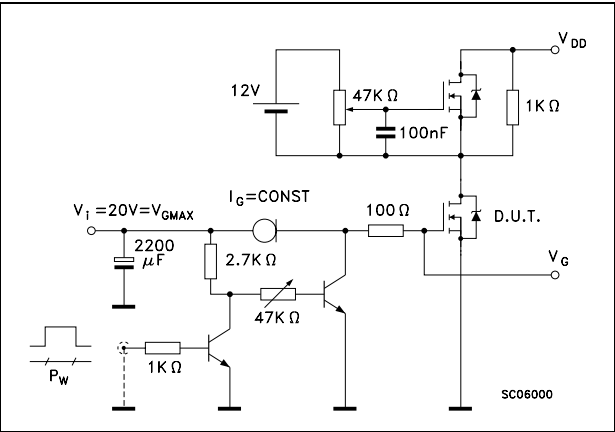 V_DD
12V
47K Ω
1K Ω
100nF
V_i =20V=V_GMAX
I_G=CONST
100 Ω
D.U.T.
2200
μF
2.7K Ω
V_G
47K Ω
1K Ω
P_W
SC06000